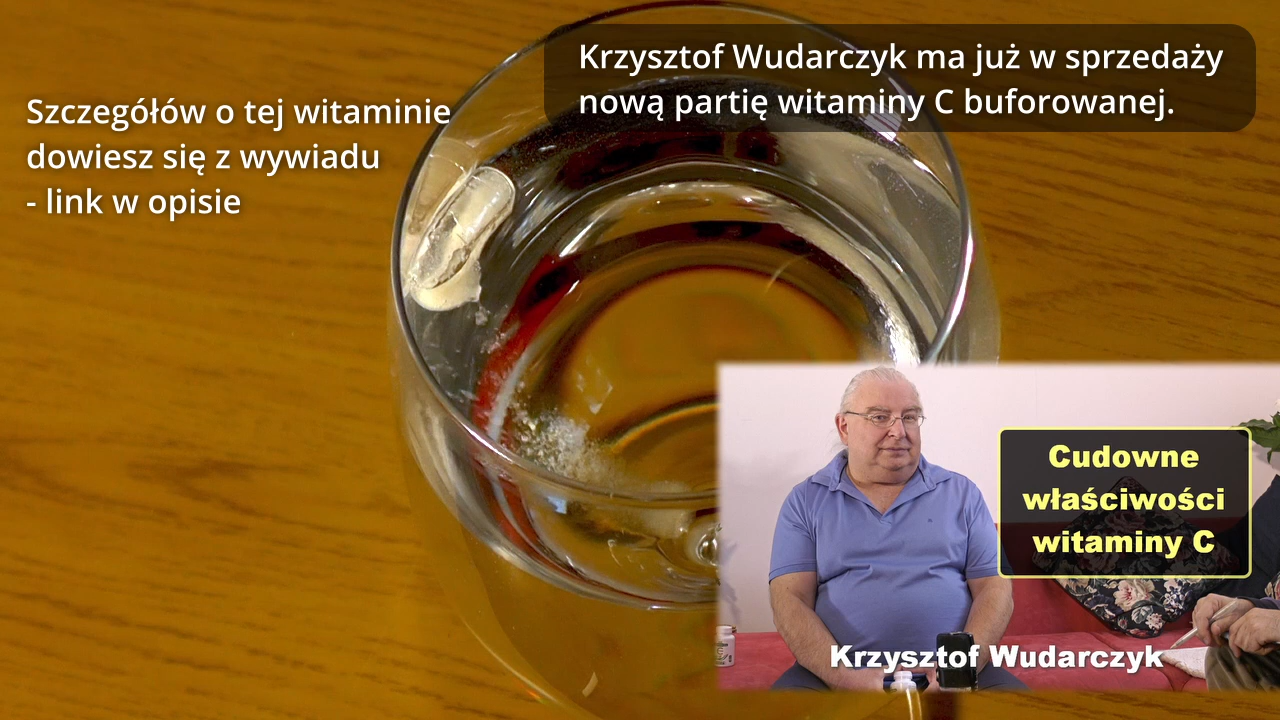 Krzysztof Wudarczyk ma już w sprzedaży
nową partię witaminy C buforowanej.
Szczegółów o tej witaminie
dowiesz się z wywiadu
- link w opisie
Cudowne
właściwości
witaminy C
Krzysztof Wudarczyk